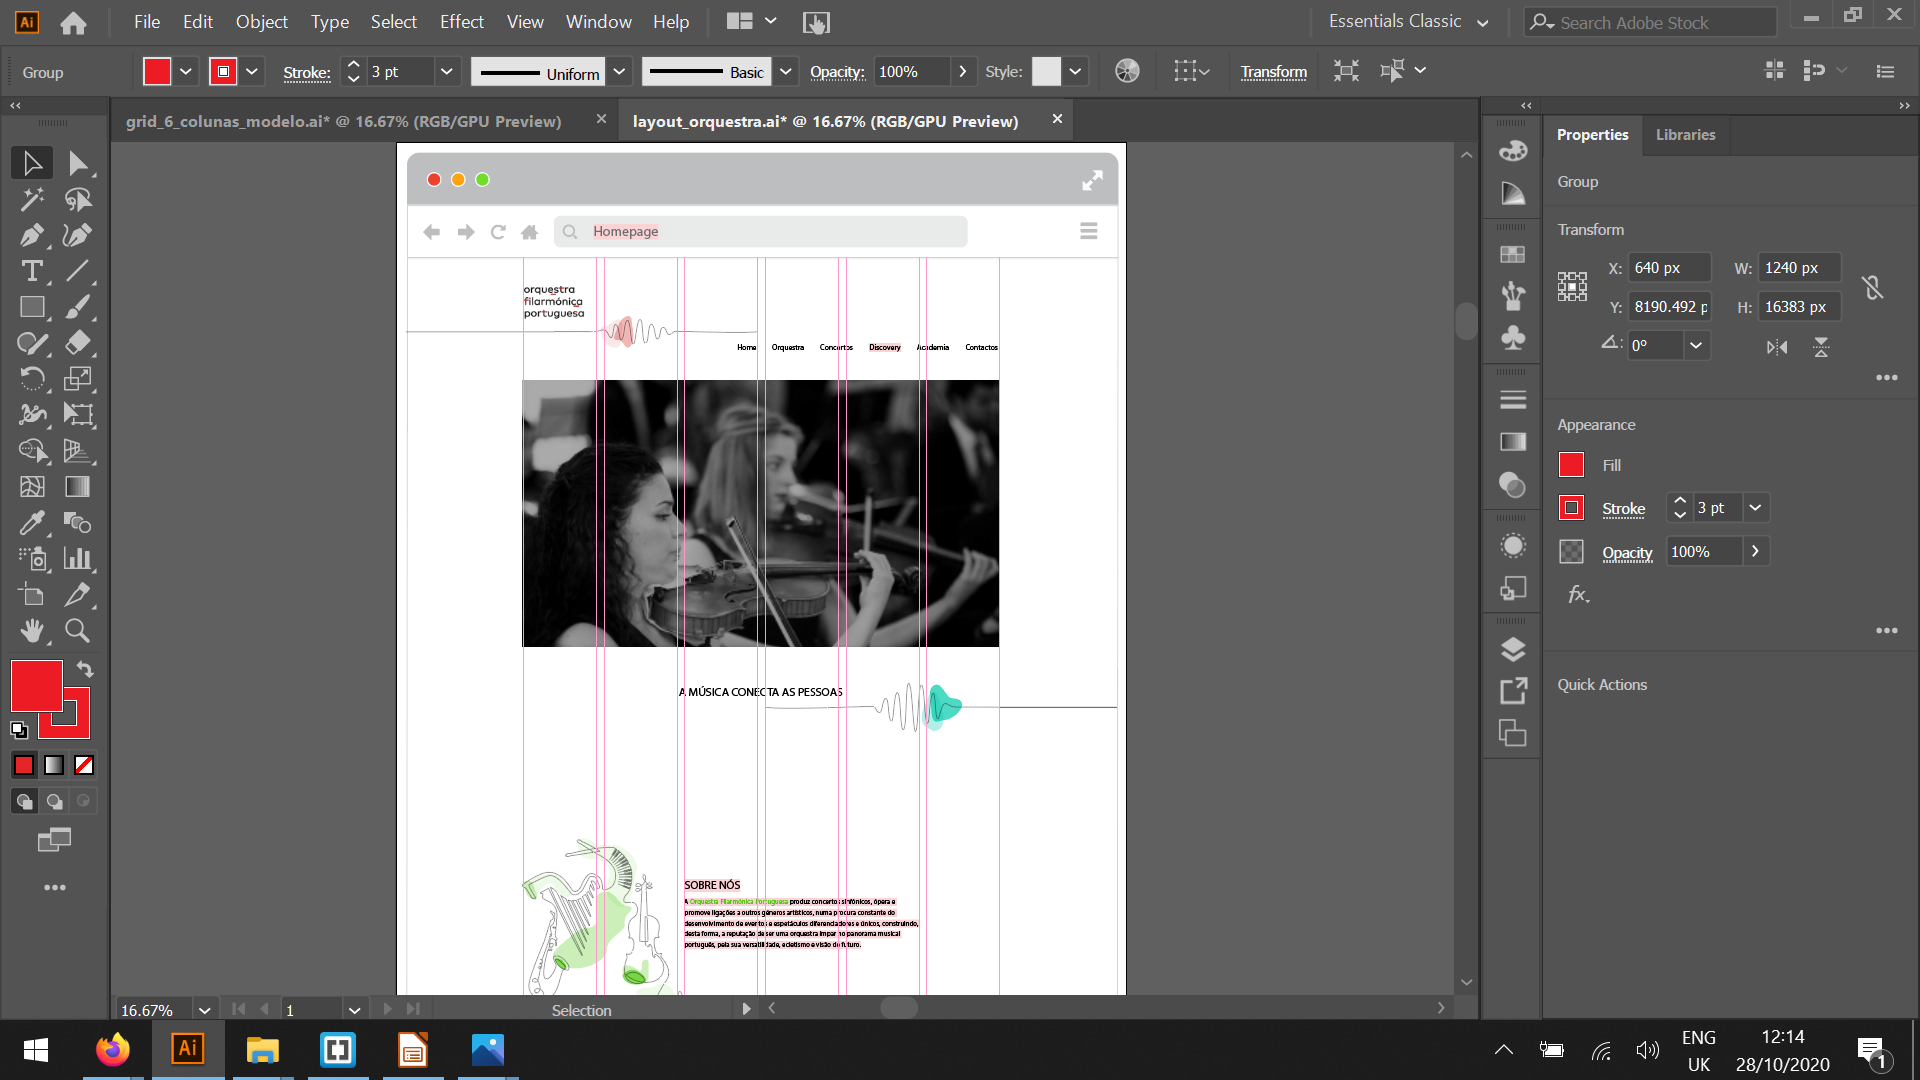 Ai File Edit Object Type Select Effect View Window Help Essentials Classic Search Adobe Stock
Group Stroke: 3 pt Uniform Basic Opacity: 100% Style: Transform
grid_6_colunas_modelo.ai* @ 16.67% (RGB/GPU Preview) layout_orquestra.ai* @ 16.67% (RGB/GPU Preview)
Homepage
orquestra
filarmónica
portuguesa
Home Orquestra Concertos Discovery Academia Contactos
A MÚSICA CONECTA AS PESSOAS
SOBRE NÓS
A Orquestra Filarmónica Portuguesa produz concertos sinfónicos, ópera e
promove ligações a outros géneros artísticos, numa procura constante do
desenvolvimento de eventos e espetáculos diferenciadores e únicos, construindo,
desta forma, a reputação de ser uma orquestra ímpar no panorama musical
português, pela sua versatilidade, ecletismo e visão do futuro.
Properties Libraries
Group
Transform
X: 640 px W: 1240 px
Y: 8190.492 p H: 16383 px
0°
Appearance
Fill
Stroke 3 pt
Opacity 100%
fx.
Quick Actions
16.67% 1 Selection
Ai
ENG
UK
12:14
28/10/2020
1